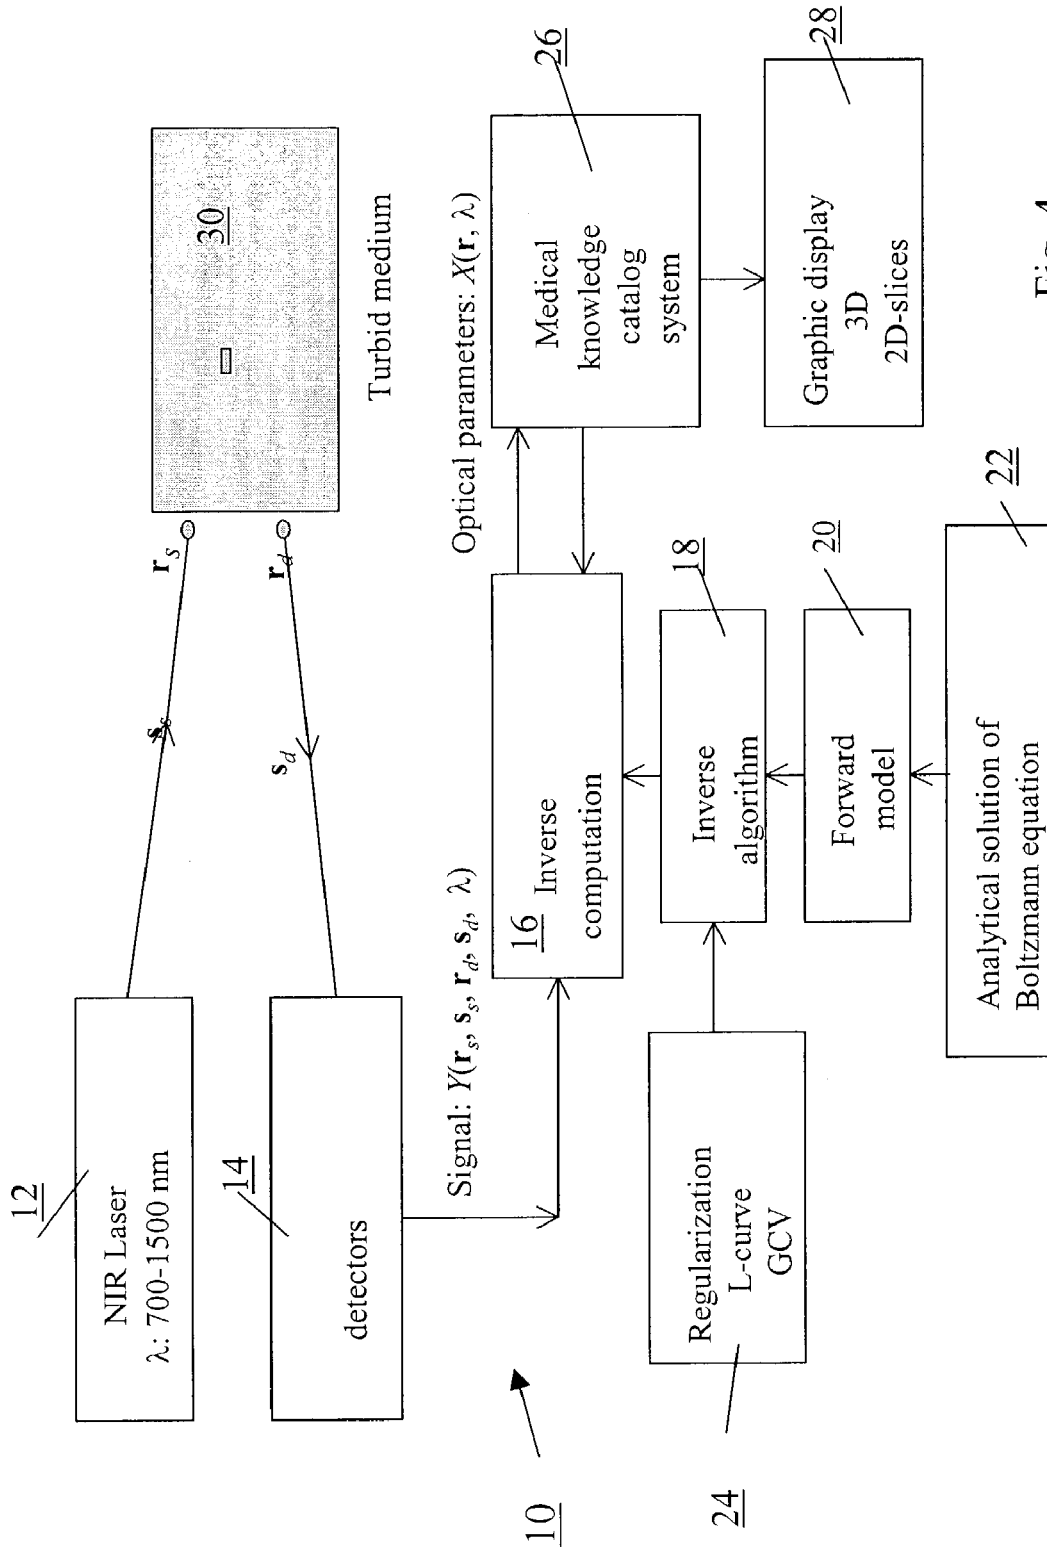 12
NIR Laser
λ: 700-1500 nm
14
detectors
s_s
s_d
r_s
r_d
30
Turbid medium
Signal: Y(r_s, s_s, r_d, s_d, λ)
16 Inverse
computation
Optical parameters: X(r, λ)
26
Medical
knowledge
catalog
system
28
Graphic display
3D
2D-slices
18
Inverse
algorithm
20
Forward
model
22
Analytical solution of
Boltzmann equation
24
Regularization
L-curve
GCV
10